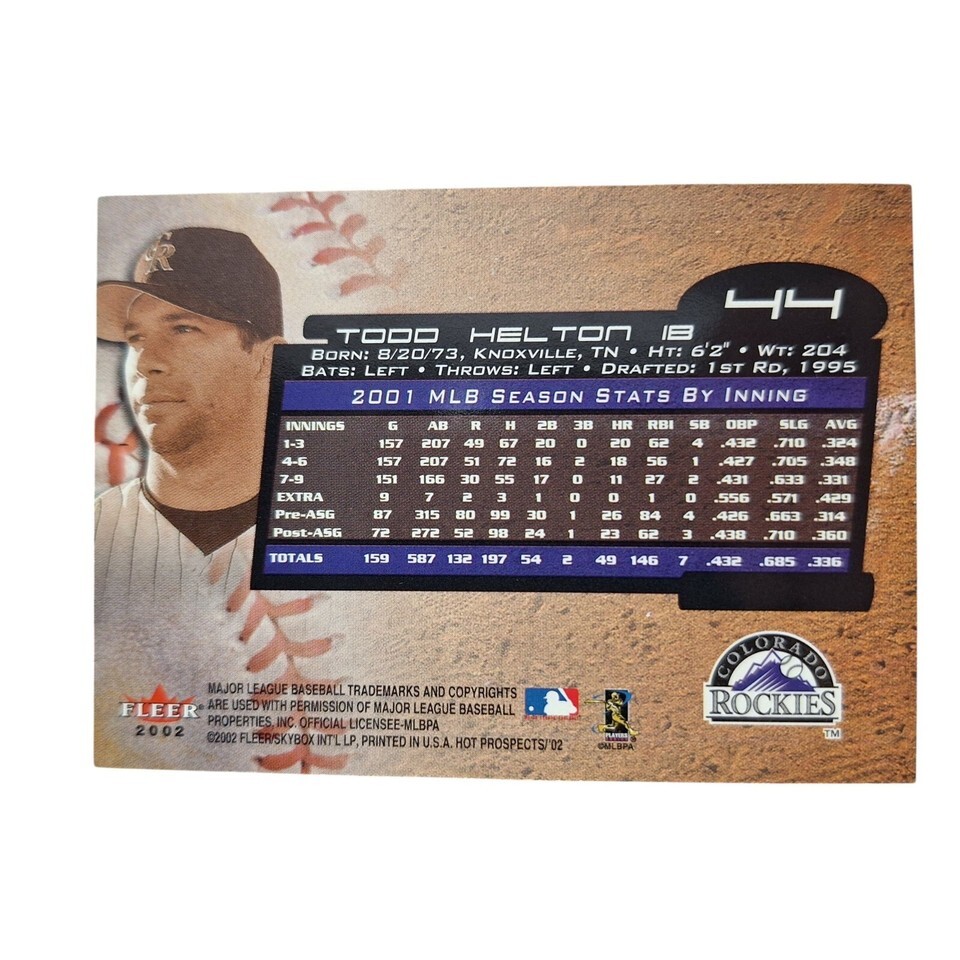 CR
44
TODD HELTON 1B
BORN: 8/20/73, KNOXVILLE, TN • HT: 6'2" • WT: 204
BATS: LEFT • THROWS: LEFT • DRAFTED: 1ST RD, 1995
2001 MLB SEASON STATS BY INNING
INNINGS G AB R H 2B 3B HR RBI SB OBP SLG AVG
1-3 157 207 49 67 20 0 20 62 4 .432 .710 .324
4-6 157 207 51 72 16 2 18 56 1 .427 .705 .348
7-9 151 166 30 55 17 0 11 27 2 .431 .633 .331
EXTRA 9 7 2 3 1 0 0 1 0 .556 .571 .429
Pre-ASG 87 315 80 99 30 1 26 84 4 .426 .663 .314
Post-ASG 72 272 52 98 24 1 23 62 3 .438 .710 .360
TOTALS 159 587 132 197 54 2 49 146 7 .432 .685 .336
COLORADO
ROCKIES
TM
FLEER®
2002
MAJOR LEAGUE BASEBALL TRADEMARKS AND COPYRIGHTS
ARE USED WITH PERMISSION OF MAJOR LEAGUE BASEBALL
PROPERTIES, INC. OFFICIAL LICENSEE-MLBPA
©2002 FLEER/SKYBOX INT'L LP, PRINTED IN U.S.A. HOT PROSPECTS/'02
PLAYERS
©MLBPA